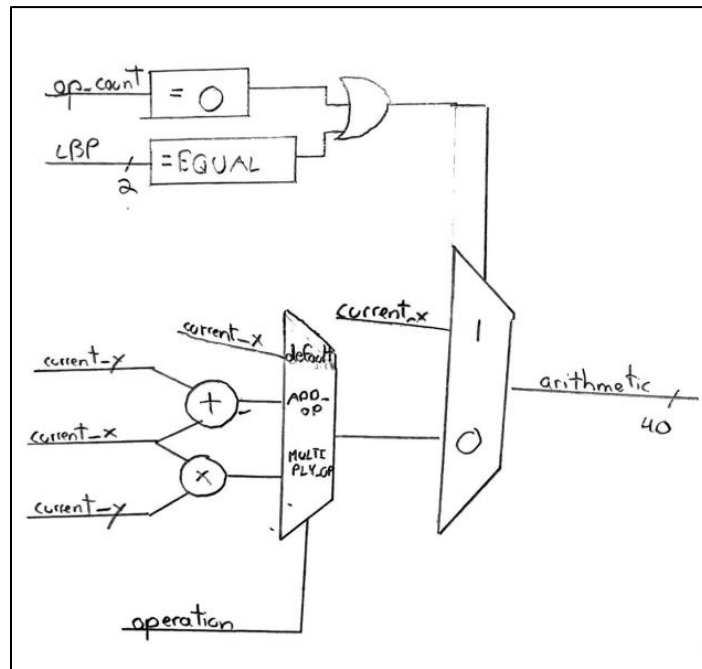 op_count
= 0
LBP
2
=EQUAL
current_x
1
current_x
default
current_y
ADD_
OP
+
arithmetic
40
current_x
0
MULTI
PLY_OP
x
current_y
operation